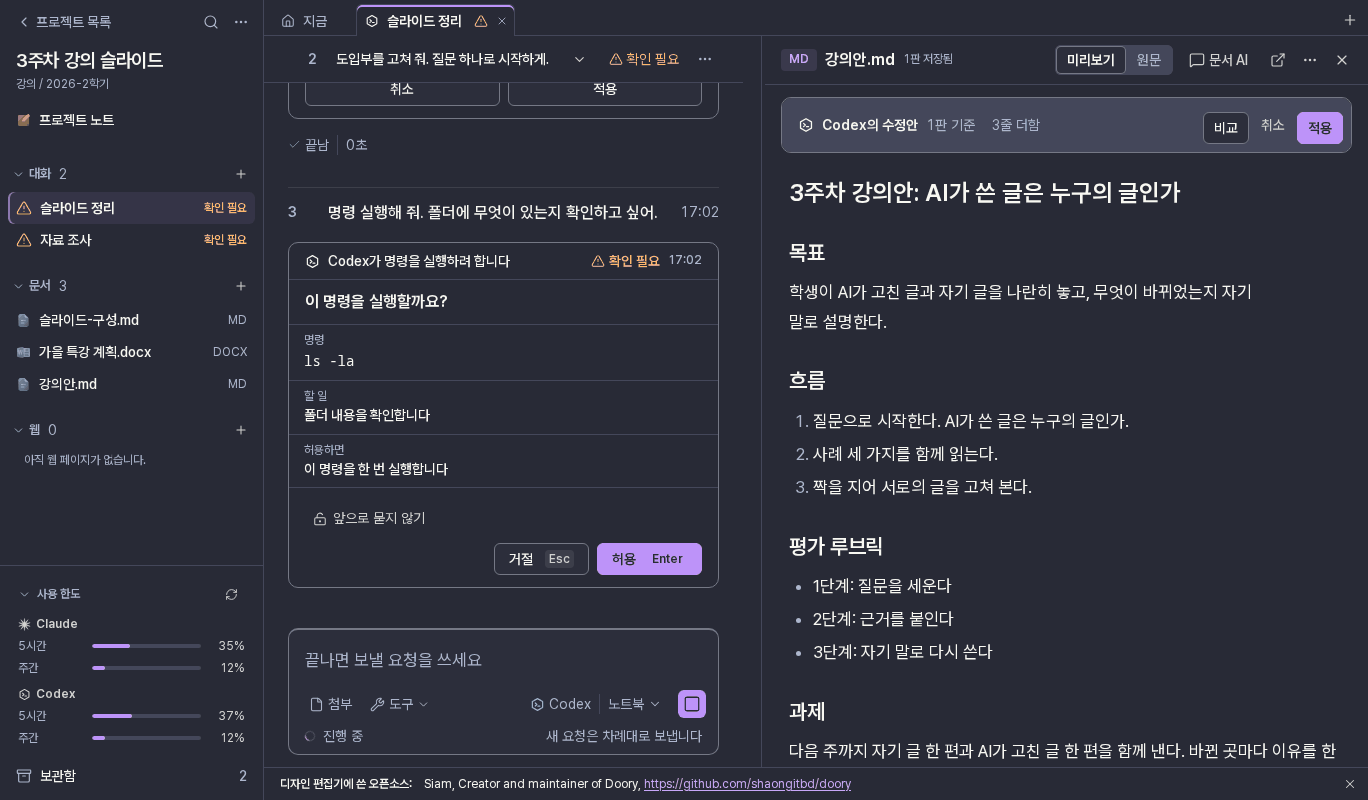 프로젝트 목록
3주차 강의 슬라이드
강의 / 2026-2학기
프로젝트 노트
대화 2
슬라이드 정리 확인 필요
자료 조사 확인 필요
문서 3
슬라이드-구성.md MD
가을 특강 계획.docx DOCX
강의안.md MD
웹 0
아직 웹 페이지가 없습니다.
사용 한도
Claude
5시간 35%
주간 12%
Codex
5시간 37%
주간 12%
보관함 2
지금
슬라이드 정리
2 도입부를 고쳐 줘. 질문 하나로 시작하게. 확인 필요
취소 적용
끝남 0초
3 명령 실행해 줘. 폴더에 무엇이 있는지 확인하고 싶어. 17:02
Codex가 명령을 실행하려 합니다 확인 필요 17:02
이 명령을 실행할까요?
명령
ls -la
할 일
폴더 내용을 확인합니다
허용하면
이 명령을 한 번 실행합니다
앞으로 묻지 않기
거절 Esc 허용 Enter
끝나면 보낼 요청을 쓰세요
첨부 도구 Codex 노트북
진행 중 새 요청은 차례대로 보냅니다
MD 강의안.md 1판 저장됨 미리보기 원문 문서 AI
Codex의 수정안 1판 기준 3줄 더함 비교 취소 적용
3주차 강의안: AI가 쓴 글은 누구의 글인가
목표
학생이 AI가 고친 글과 자기 글을 나란히 놓고, 무엇이 바뀌었는지 자기
말로 설명한다.
흐름
1. 질문으로 시작한다. AI가 쓴 글은 누구의 글인가.
2. 사례 세 가지를 함께 읽는다.
3. 짝을 지어 서로의 글을 고쳐 본다.
평가 루브릭
• 1단계: 질문을 세운다
• 2단계: 근거를 붙인다
• 3단계: 자기 말로 다시 쓴다
과제
다음 주까지 자기 글 한 편과 AI가 고친 글 한 편을 함께 낸다. 바뀐 곳마다 이유를 한
디자인 편집기에 쓴 오픈소스: Siam, Creator and maintainer of Doory, https://github.com/shaongitbd/doory